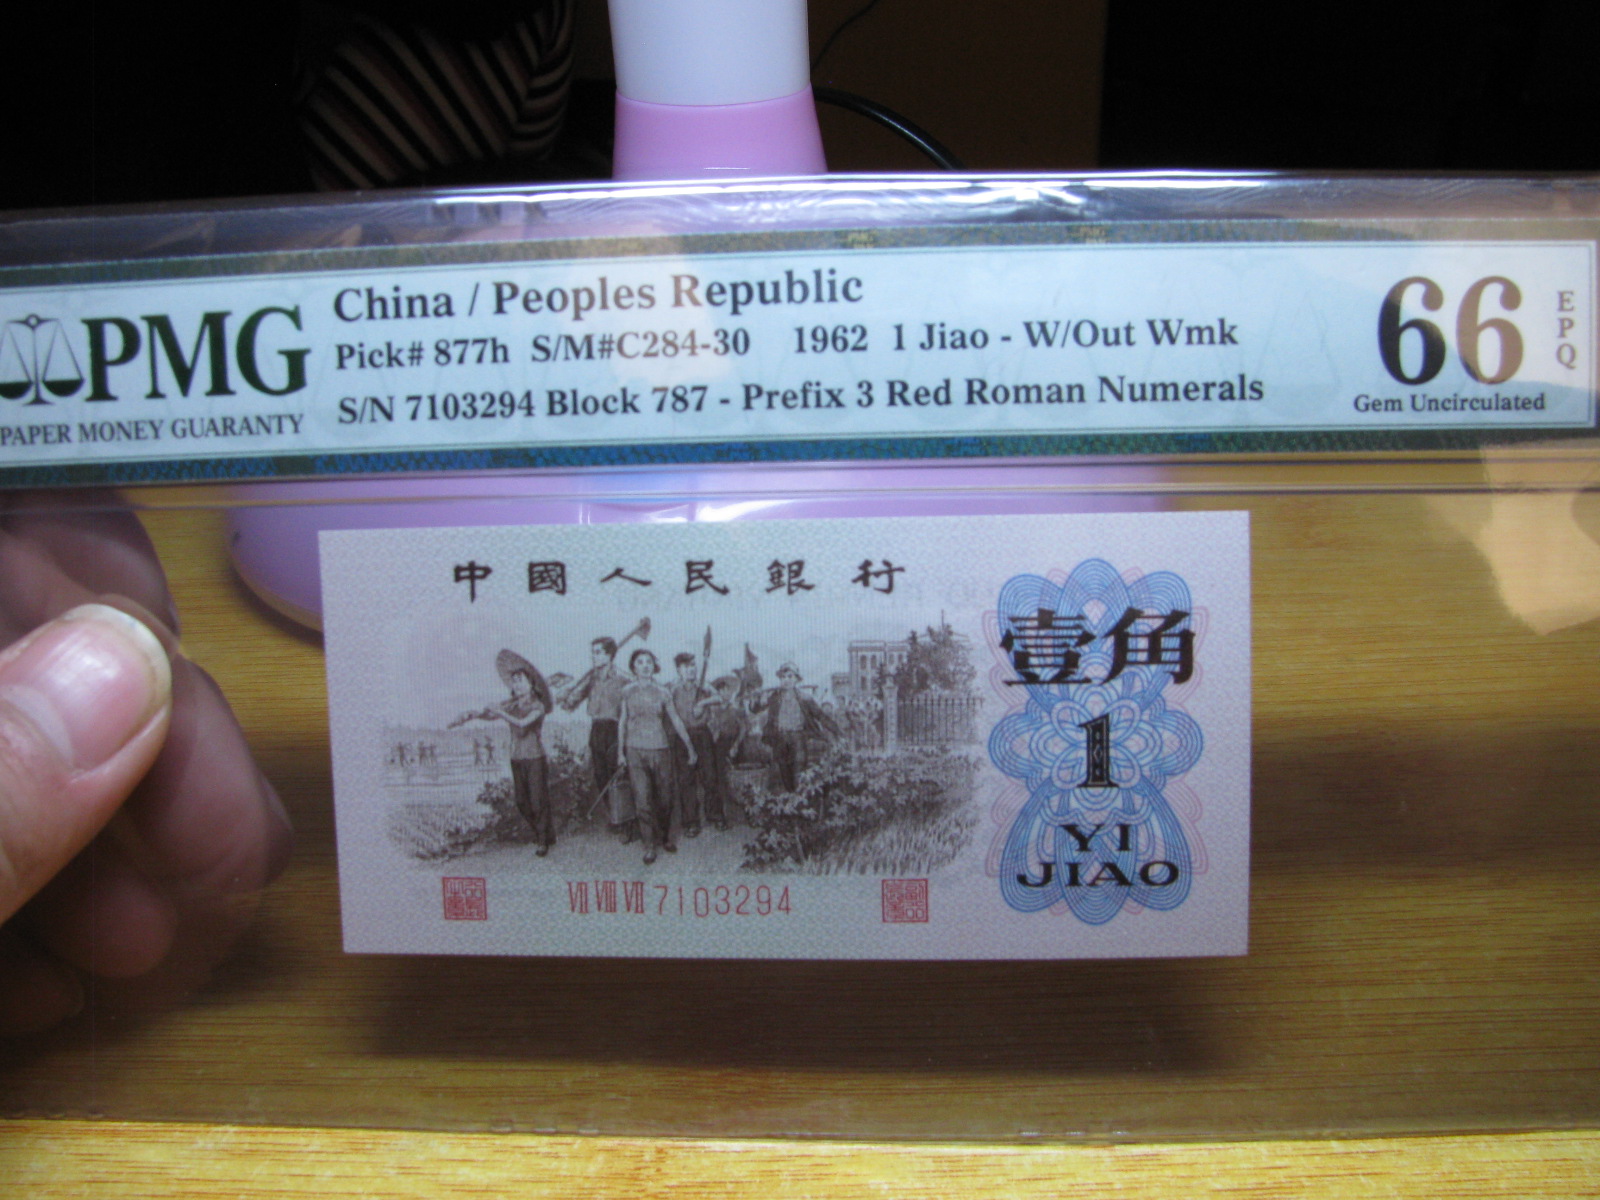 PMG
PAPER MONEY GUARANTY
China / Peoples Republic
Pick# 877h S/M#C284-30 1962 1 Jiao - W/Out Wmk
S/N 7103294 Block 787 - Prefix 3 Red Roman Numerals
66
EPQ
Gem Uncirculated
中國人民銀行
壹角
1
YI
JIAO
VII VIII VII 7103294